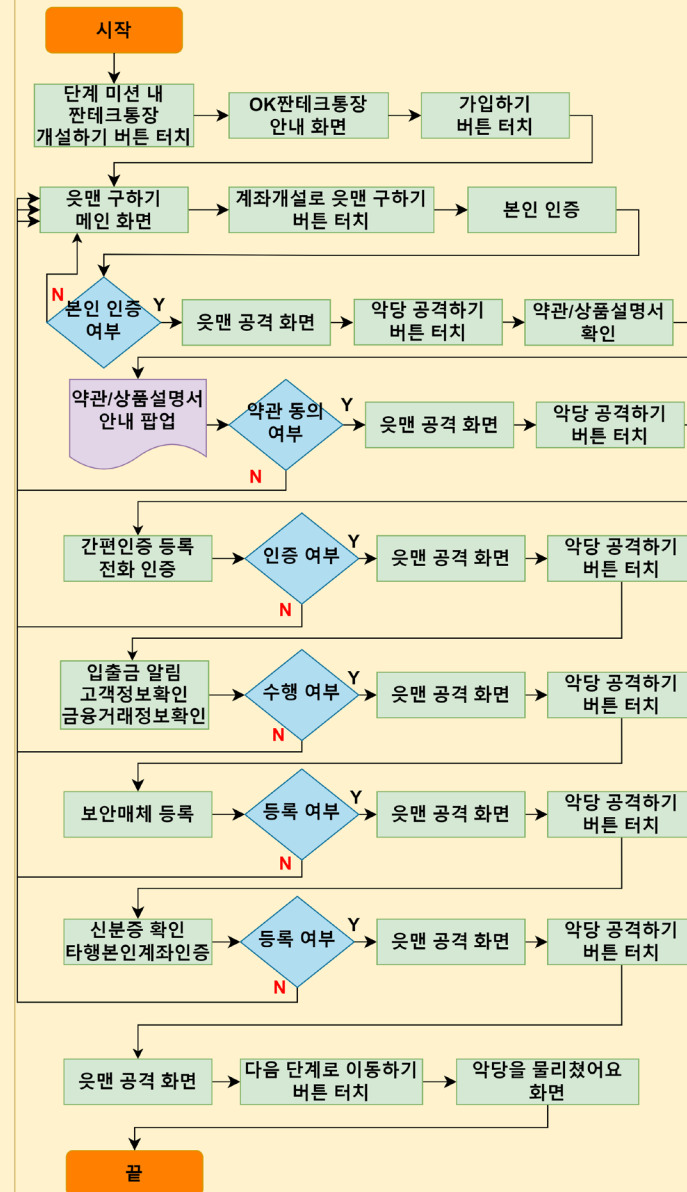 시작
단계 미션 내
짠테크통장
개설하기 버튼 터치
OK짠테크통장
안내 화면
가입하기
버튼 터치
읏맨 구하기
메인 화면
계좌개설로 읏맨 구하기
버튼 터치
본인 인증
본인 인증
여부
N
Y
읏맨 공격 화면
악당 공격하기
버튼 터치
약관/상품설명서
확인
약관/상품설명서
안내 팝업
약관 동의
여부
Y
N
읏맨 공격 화면
악당 공격하기
버튼 터치
간편인증 등록
전화 인증
인증 여부
Y
N
읏맨 공격 화면
악당 공격하기
버튼 터치
입출금 알림
고객정보확인
금융거래정보확인
수행 여부
Y
N
읏맨 공격 화면
악당 공격하기
버튼 터치
보안매체 등록
등록 여부
Y
N
읏맨 공격 화면
악당 공격하기
버튼 터치
신분증 확인
타행본인계좌인증
등록 여부
Y
N
읏맨 공격 화면
악당 공격하기
버튼 터치
읏맨 공격 화면
다음 단계로 이동하기
버튼 터치
악당을 물리쳤어요
화면
끝